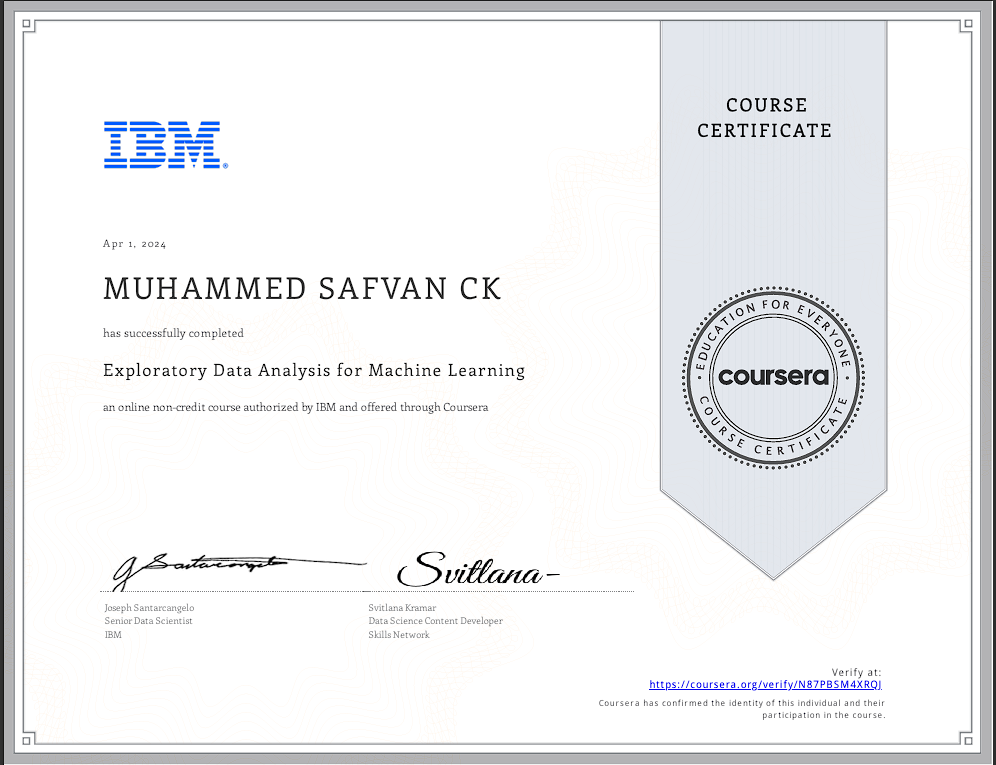 COURSE
CERTIFICATE
IBM®
Apr 1, 2024
MUHAMMED SAFVAN CK
has successfully completed
Exploratory Data Analysis for Machine Learning
an online non-credit course authorized by IBM and offered through Coursera
EDUCATION FOR EVERYONE
coursera
COURSE CERTIFICATE
G Santarcangelo
Svitlana
Joseph Santarcangelo
Senior Data Scientist
IBM
Svitlana Kramar
Data Science Content Developer
Skills Network
Verify at:
https://coursera.org/verify/N87PBSM4XRQJ
Coursera has confirmed the identity of this individual and their
participation in the course.